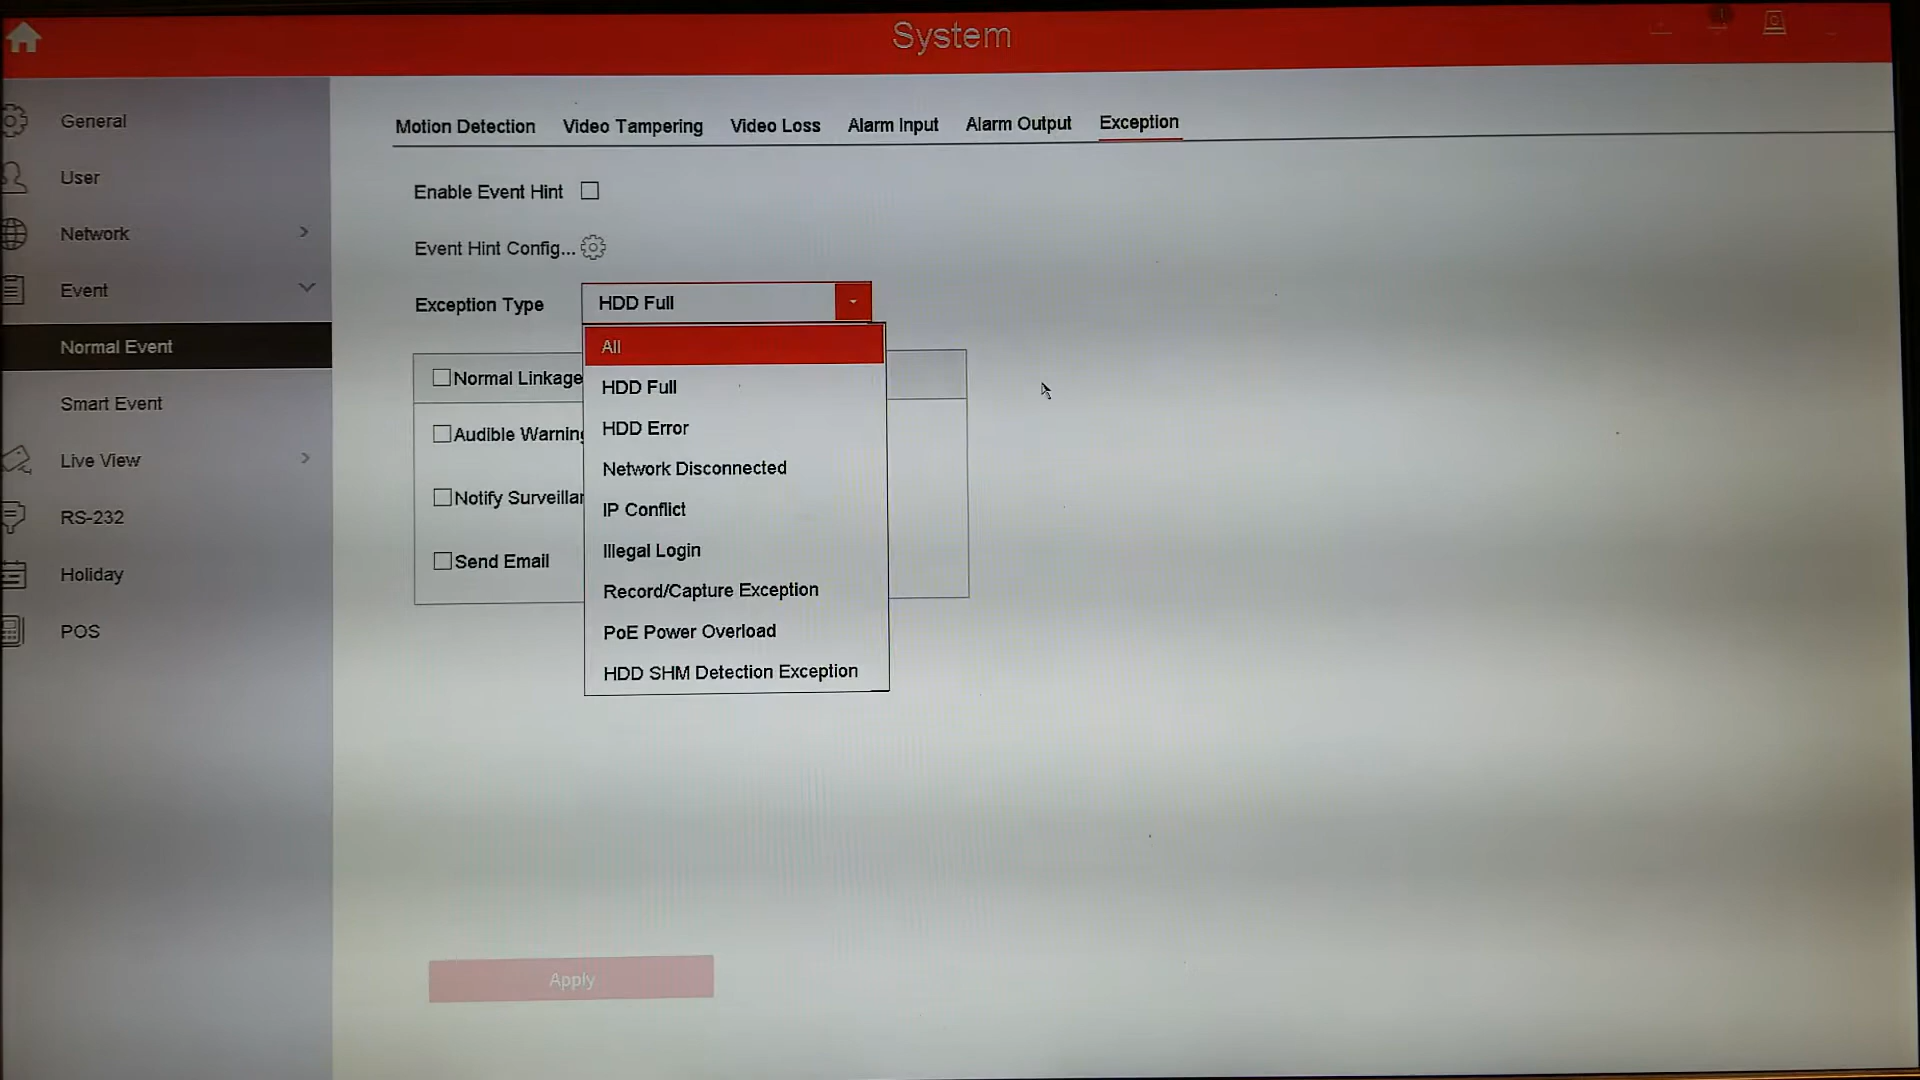 System
General
User
Network
Event
Normal Event
Smart Event
Live View
RS-232
Holiday
POS
Motion Detection Video Tampering Video Loss Alarm Input Alarm Output Exception
Enable Event Hint
Event Hint Config...
Exception Type HDD Full
All
HDD Full
HDD Error
Network Disconnected
IP Conflict
Illegal Login
Record/Capture Exception
PoE Power Overload
HDD SHM Detection Exception
Normal Linkage
Audible Warning
Notify Surveillan
Send Email
Apply